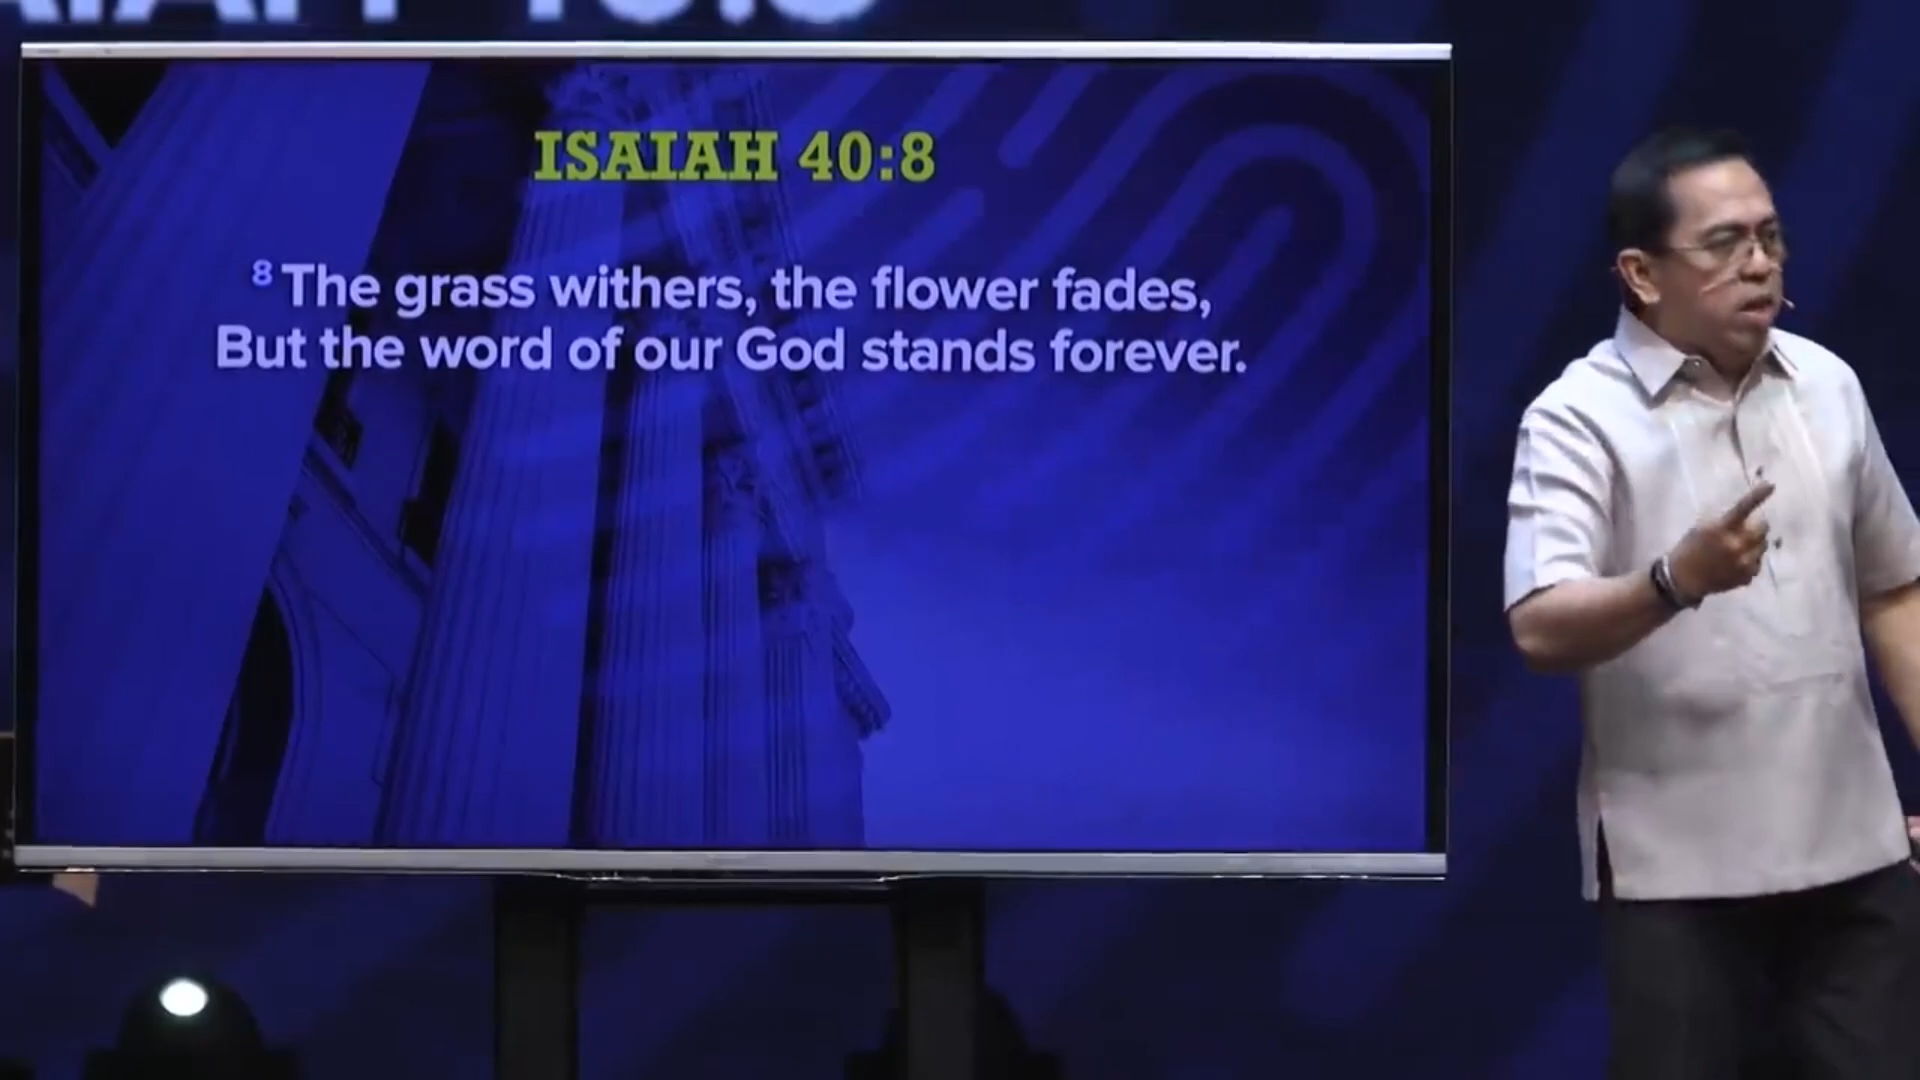 ISAIAH 40:8
8 The grass withers, the flower fades,
But the word of our God stands forever.